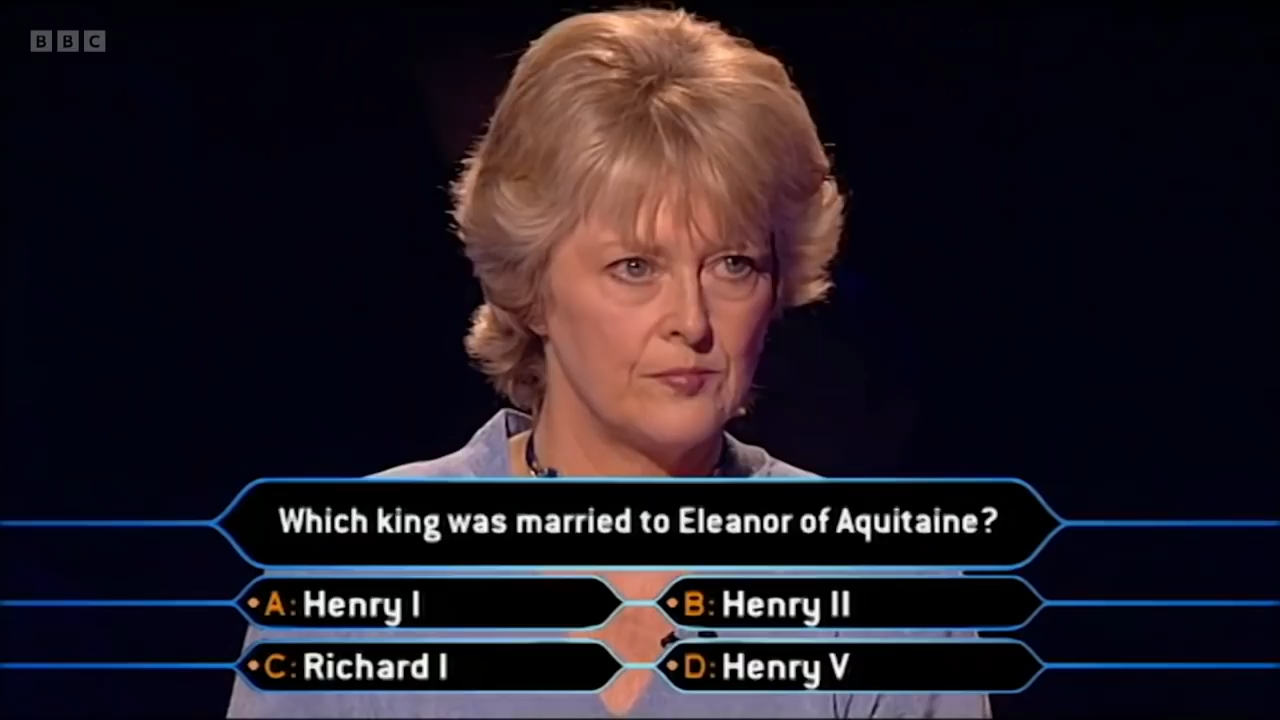 BBC
Which king was married to Eleanor of Aquitaine?
A: Henry I
B: Henry II
C: Richard I
D: Henry V